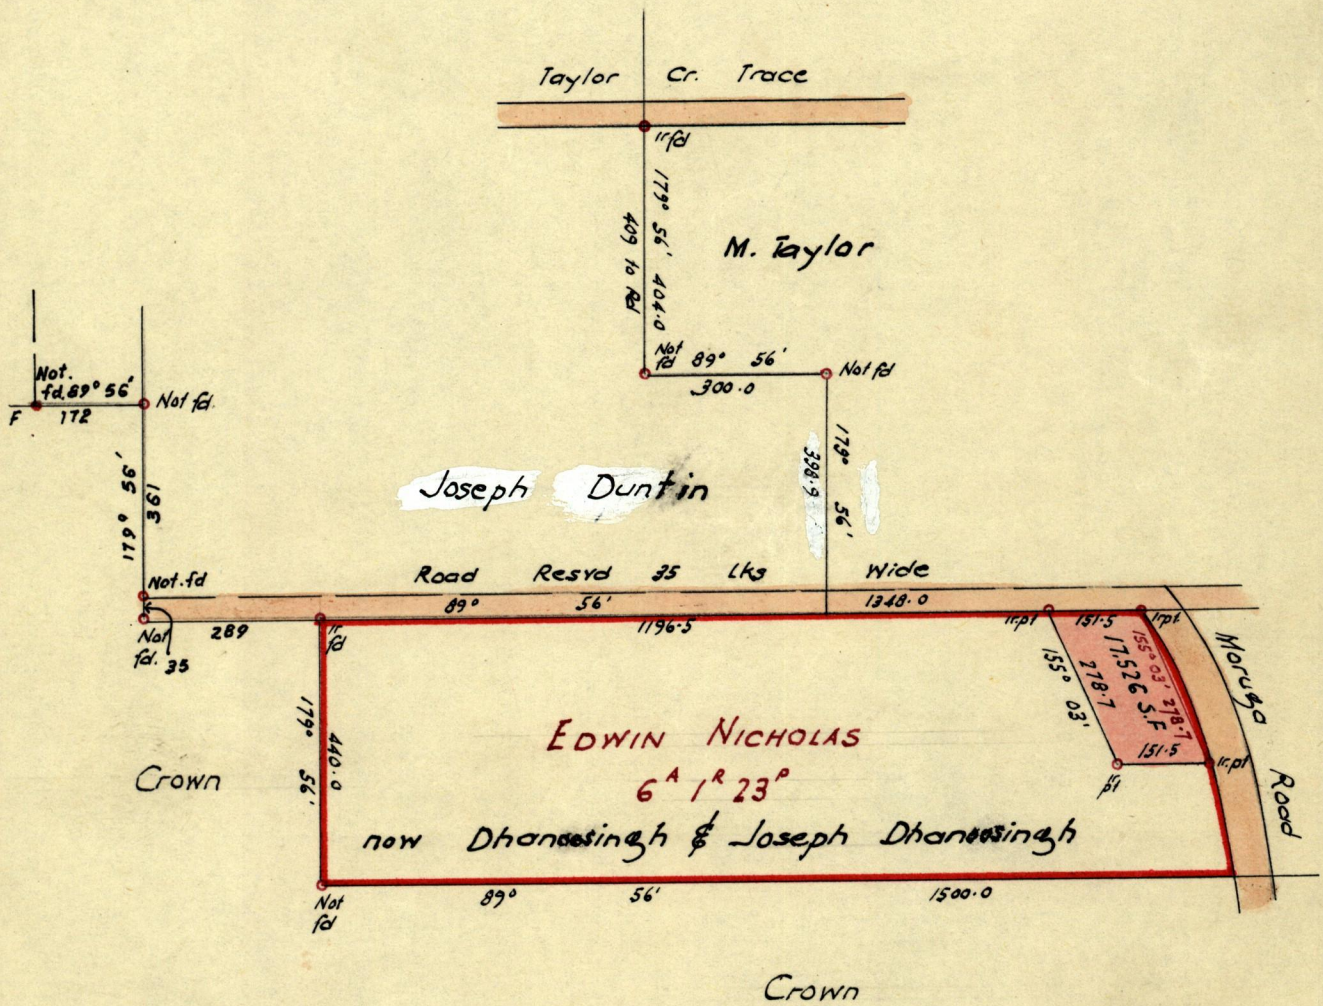 Taylor Cr. Trace
Ir fd
179° 56' 404.0
409 to Rd
M. Taylor
Not fd
89° 56'
300.0
Not fd
Not. fd.
89° 56'
F
172
Not fd.
179° 56'
361
179° 56'
398.9
Joseph Duntin
Not. fd
Road Resvd 35 lks Wide
89° 56' 1348.0
Not fd.
35
289
Ir fd
1196.5
Ir.pt
151.5
Ir pt
Moruga Road
155° 03'
278.7
17,526 S.F
155° 03' 278.7
151.5
Ir. pt
Ir pt
179° 56'
440.0
EDWIN NICHOLAS
6A 1R 23P
now Dhanoosingh & Joseph Dhanoosingh
Crown
Not fd
89° 56' 1500.0
Crown